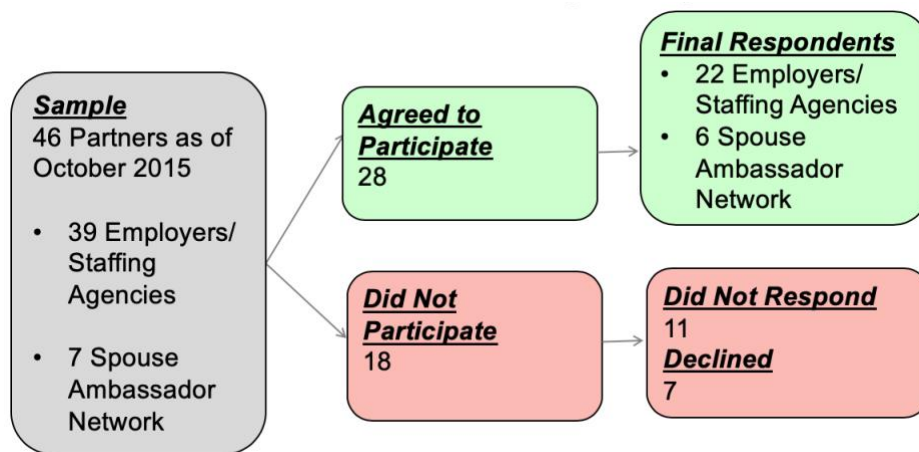 Sample
46 Partners as of
October 2015
• 39 Employers/
Staffing
Agencies
• 7 Spouse
Ambassador
Network
Agreed to
Participate
28
Final Respondents
• 22 Employers/
Staffing Agencies
• 6 Spouse
Ambassador
Network
Did Not
Participate
18
Did Not Respond
11
Declined
7